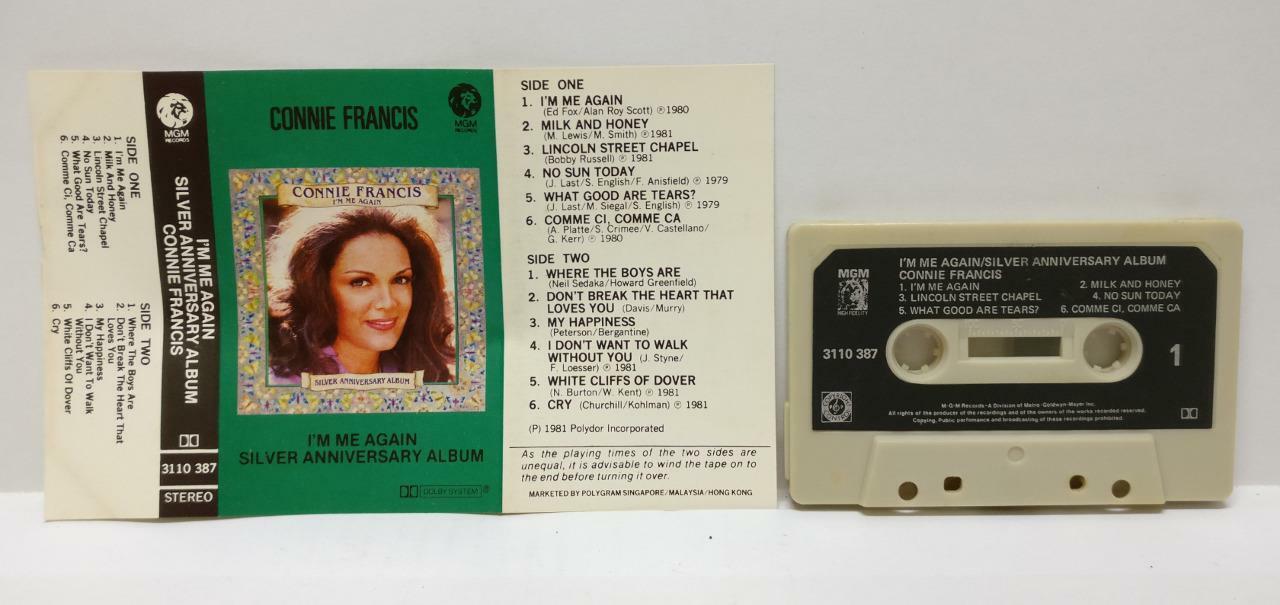 SIDE ONE
1. I'm Me Again
2. Milk And Honey
3. Lincoln Street Chapel
4. No Sun Today
5. What Good Are Tears?
6. Comme Ci, Comme Ca
SIDE TWO
1. Where The Boys Are
2. Don't Break The Heart That
Loves You
3 My Happiness
4. I Don't Want To Walk
Without You
5. White Cliffs Of Dover
6. Cry
MGM
RECORDS
I'M ME AGAIN
SILVER ANNIVERSARY ALBUM
CONNIE FRANCIS
3110 387
STEREO
CONNIE FRANCIS
MGM
RECORDS
CONNIE FRANCIS
I'M ME AGAIN
SILVER ANNIVERSARY ALBUM
I'M ME AGAIN
SILVER ANNIVERSARY ALBUM
DOLBY SYSTEM ®
SIDE ONE
1. I'M ME AGAIN
(Ed Fox/Alan Roy Scott) ℗ 1980
2. MILK AND HONEY
(M. Lewis/M. Smith) ℗ 1981
3. LINCOLN STREET CHAPEL
(Bobby Russell) ℗ 1981
4. NO SUN TODAY
(J. Last/S. English/F. Anisfield) ℗ 1979
5. WHAT GOOD ARE TEARS?
(J. Last/M. Siegal/S. English) ℗ 1979
6. COMME CI, COMME CA
(A. Platte/S. Crimee/V. Castellano/
G. Kerr) ℗ 1980
SIDE TWO
1. WHERE THE BOYS ARE
(Neil Sedaka/Howard Greenfield)
2. DON'T BREAK THE HEART THAT
LOVES YOU (Davis/Murry)
3. MY HAPPINESS
(Peterson/Bergantine)
4. I DON'T WANT TO WALK
WITHOUT YOU (J. Styne/
F. Loesser) ℗ 1981
5. WHITE CLIFFS OF DOVER
(N. Burton/W. Kent) ℗ 1981
6. CRY (Churchill/Kohlman) ℗ 1981
(P) 1981 Polydor Incorporated
As the playing times of the two sides are
unequal, it is advisable to wind the tape on to
the end before turning it over.
MARKETED BY POLYGRAM SINGAPORE/MALAYSIA/HONG KONG
MGM
HIGH FIDELITY
I'M ME AGAIN/SILVER ANNIVERSARY ALBUM
CONNIE FRANCIS
1. I'M ME AGAIN 2. MILK AND HONEY
3. LINCOLN STREET CHAPEL 4. NO SUN TODAY
5. WHAT GOOD ARE TEARS? 6. COMME CI, COMME CA
3110 387
1
M-G-M Records-A Division of Metro-Goldwyn-Mayer Inc.
All rights of the producer of the recordings and of the owners of the works recorded reserved.
Copying, Public performance and broadcasting of these recordings prohibited.